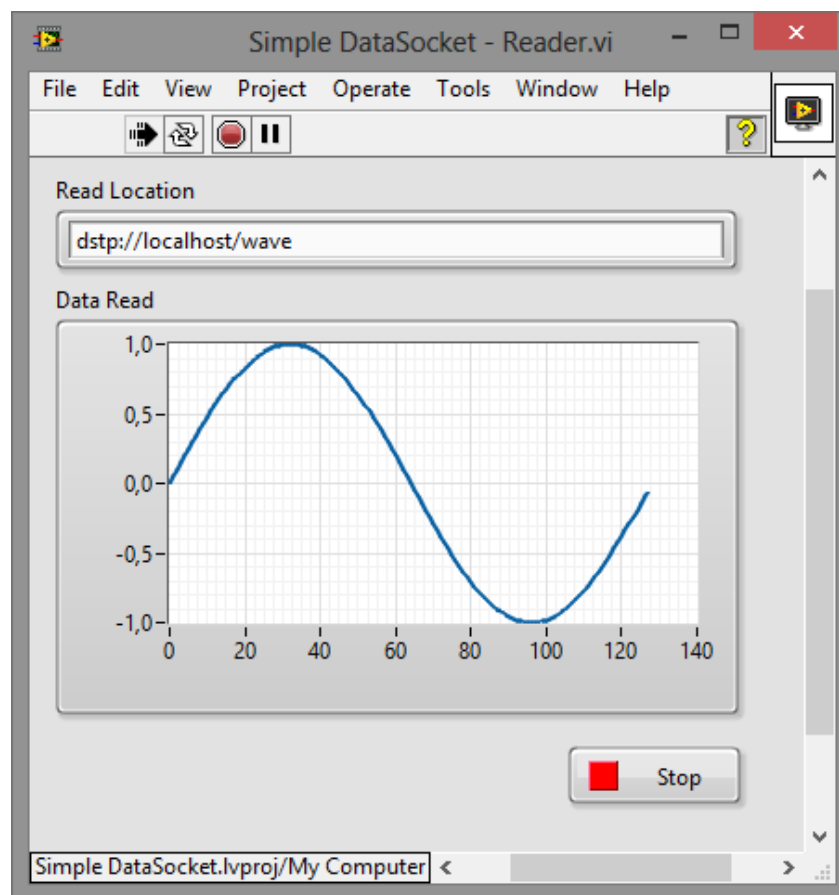 Simple DataSocket - Reader.vi
File Edit View Project Operate Tools Window Help
?
Read Location
dstp://localhost/wave
Data Read
1,0
0,5
0,0
-0,5
-1,0
0 20 40 60 80 100 120 140
Stop
Simple DataSocket.lvproj/My Computer